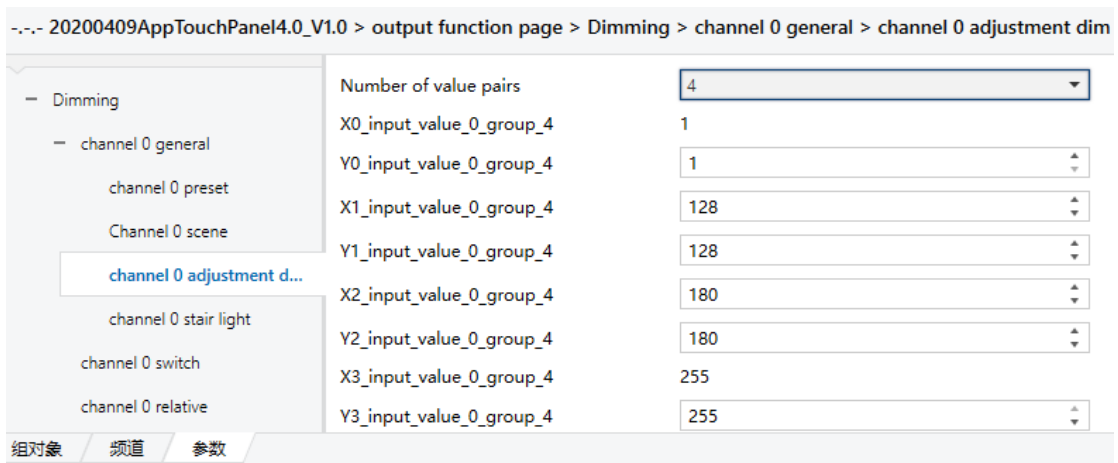 -.-.- 20200409AppTouchPanel4.0_V1.0 > output function page > Dimming > channel 0 general > channel 0 adjustment dim
Dimming
channel 0 general
channel 0 preset
Channel 0 scene
channel 0 adjustment d...
channel 0 stair light
channel 0 switch
channel 0 relative
Number of value pairs 4
X0_input_value_0_group_4 1
Y0_input_value_0_group_4 1
X1_input_value_0_group_4 128
Y1_input_value_0_group_4 128
X2_input_value_0_group_4 180
Y2_input_value_0_group_4 180
X3_input_value_0_group_4 255
Y3_input_value_0_group_4 255
组对象 频道 参数